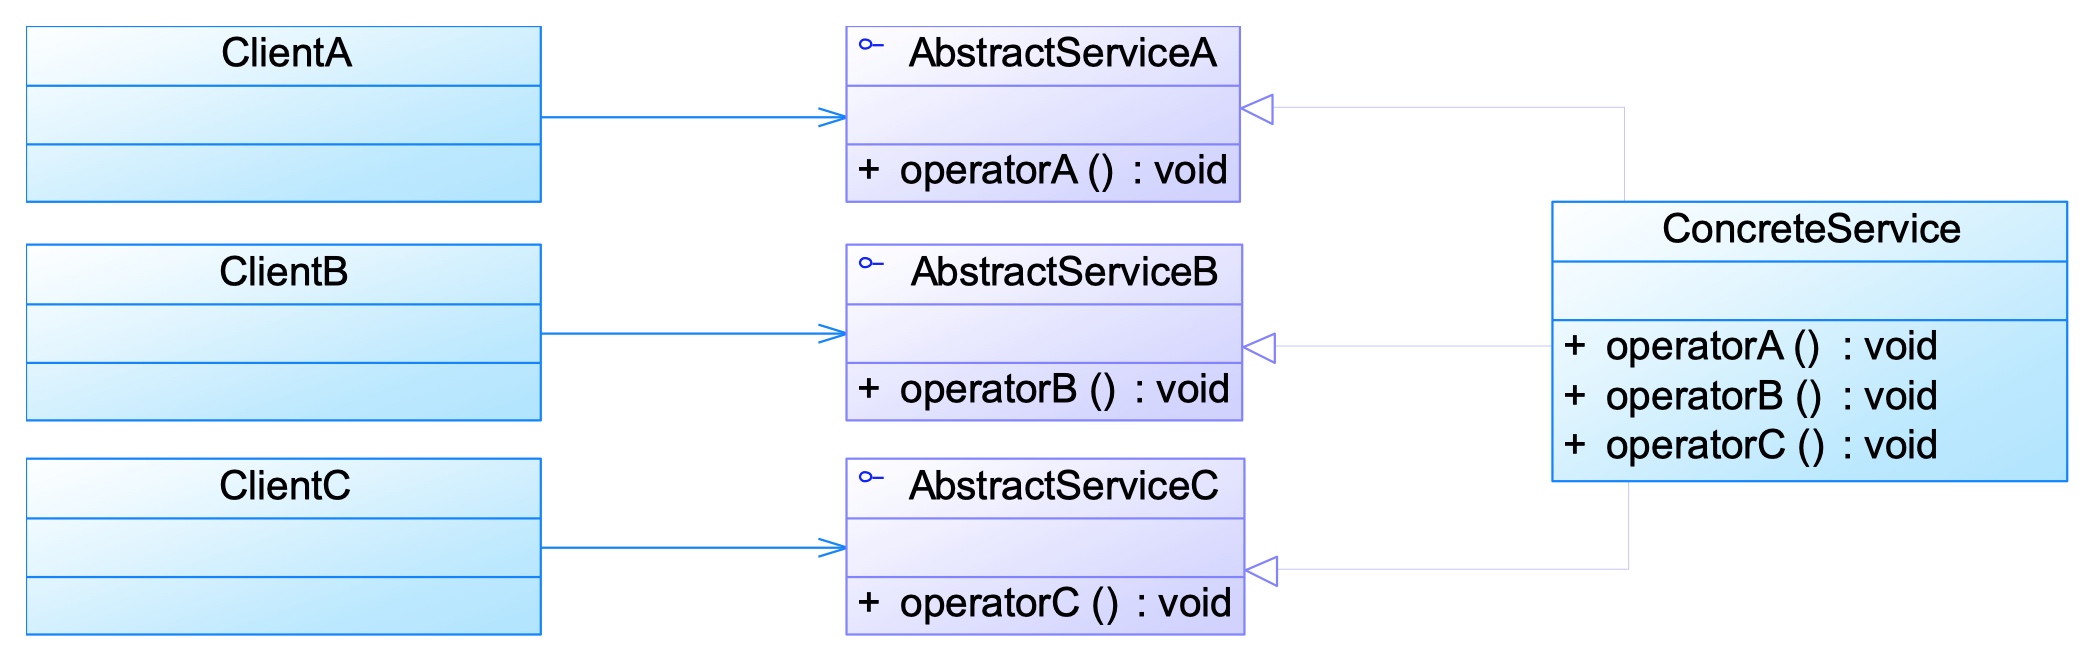 ClientA
AbstractServiceA
+ operatorA () : void
ClientB
AbstractServiceB
+ operatorB () : void
ClientC
AbstractServiceC
+ operatorC () : void
ConcreteService
+ operatorA () : void
+ operatorB () : void
+ operatorC () : void